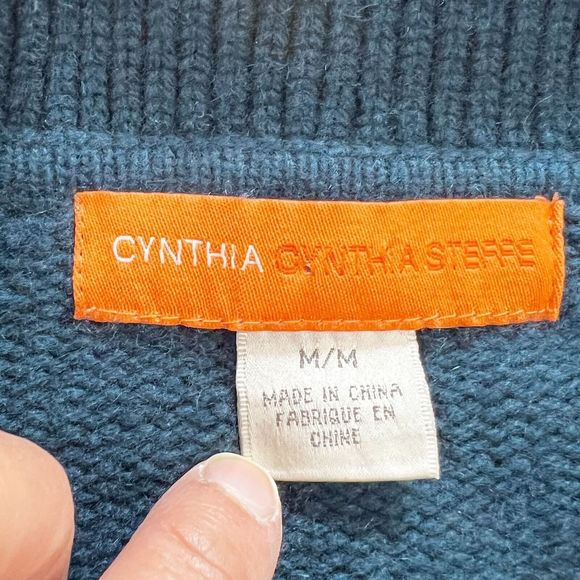 CYNTHIA CYNTHIA STEFFE
M/M
MADE IN CHINA
FABRIQUE EN
CHINE